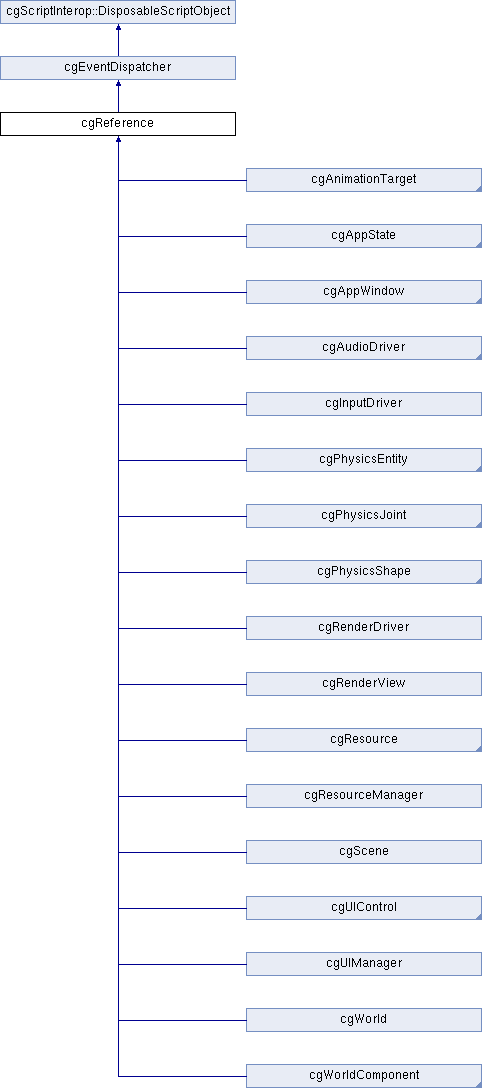 cgScriptInterop::DisposableScriptObject
cgEventDispatcher
cgReference
cgAnimationTarget
cgAppState
cgAppWindow
cgAudioDriver
cgInputDriver
cgPhysicsEntity
cgPhysicsJoint
cgPhysicsShape
cgRenderDriver
cgRenderView
cgResource
cgResourceManager
cgScene
cgUIControl
cgUIManager
cgWorld
cgWorldComponent